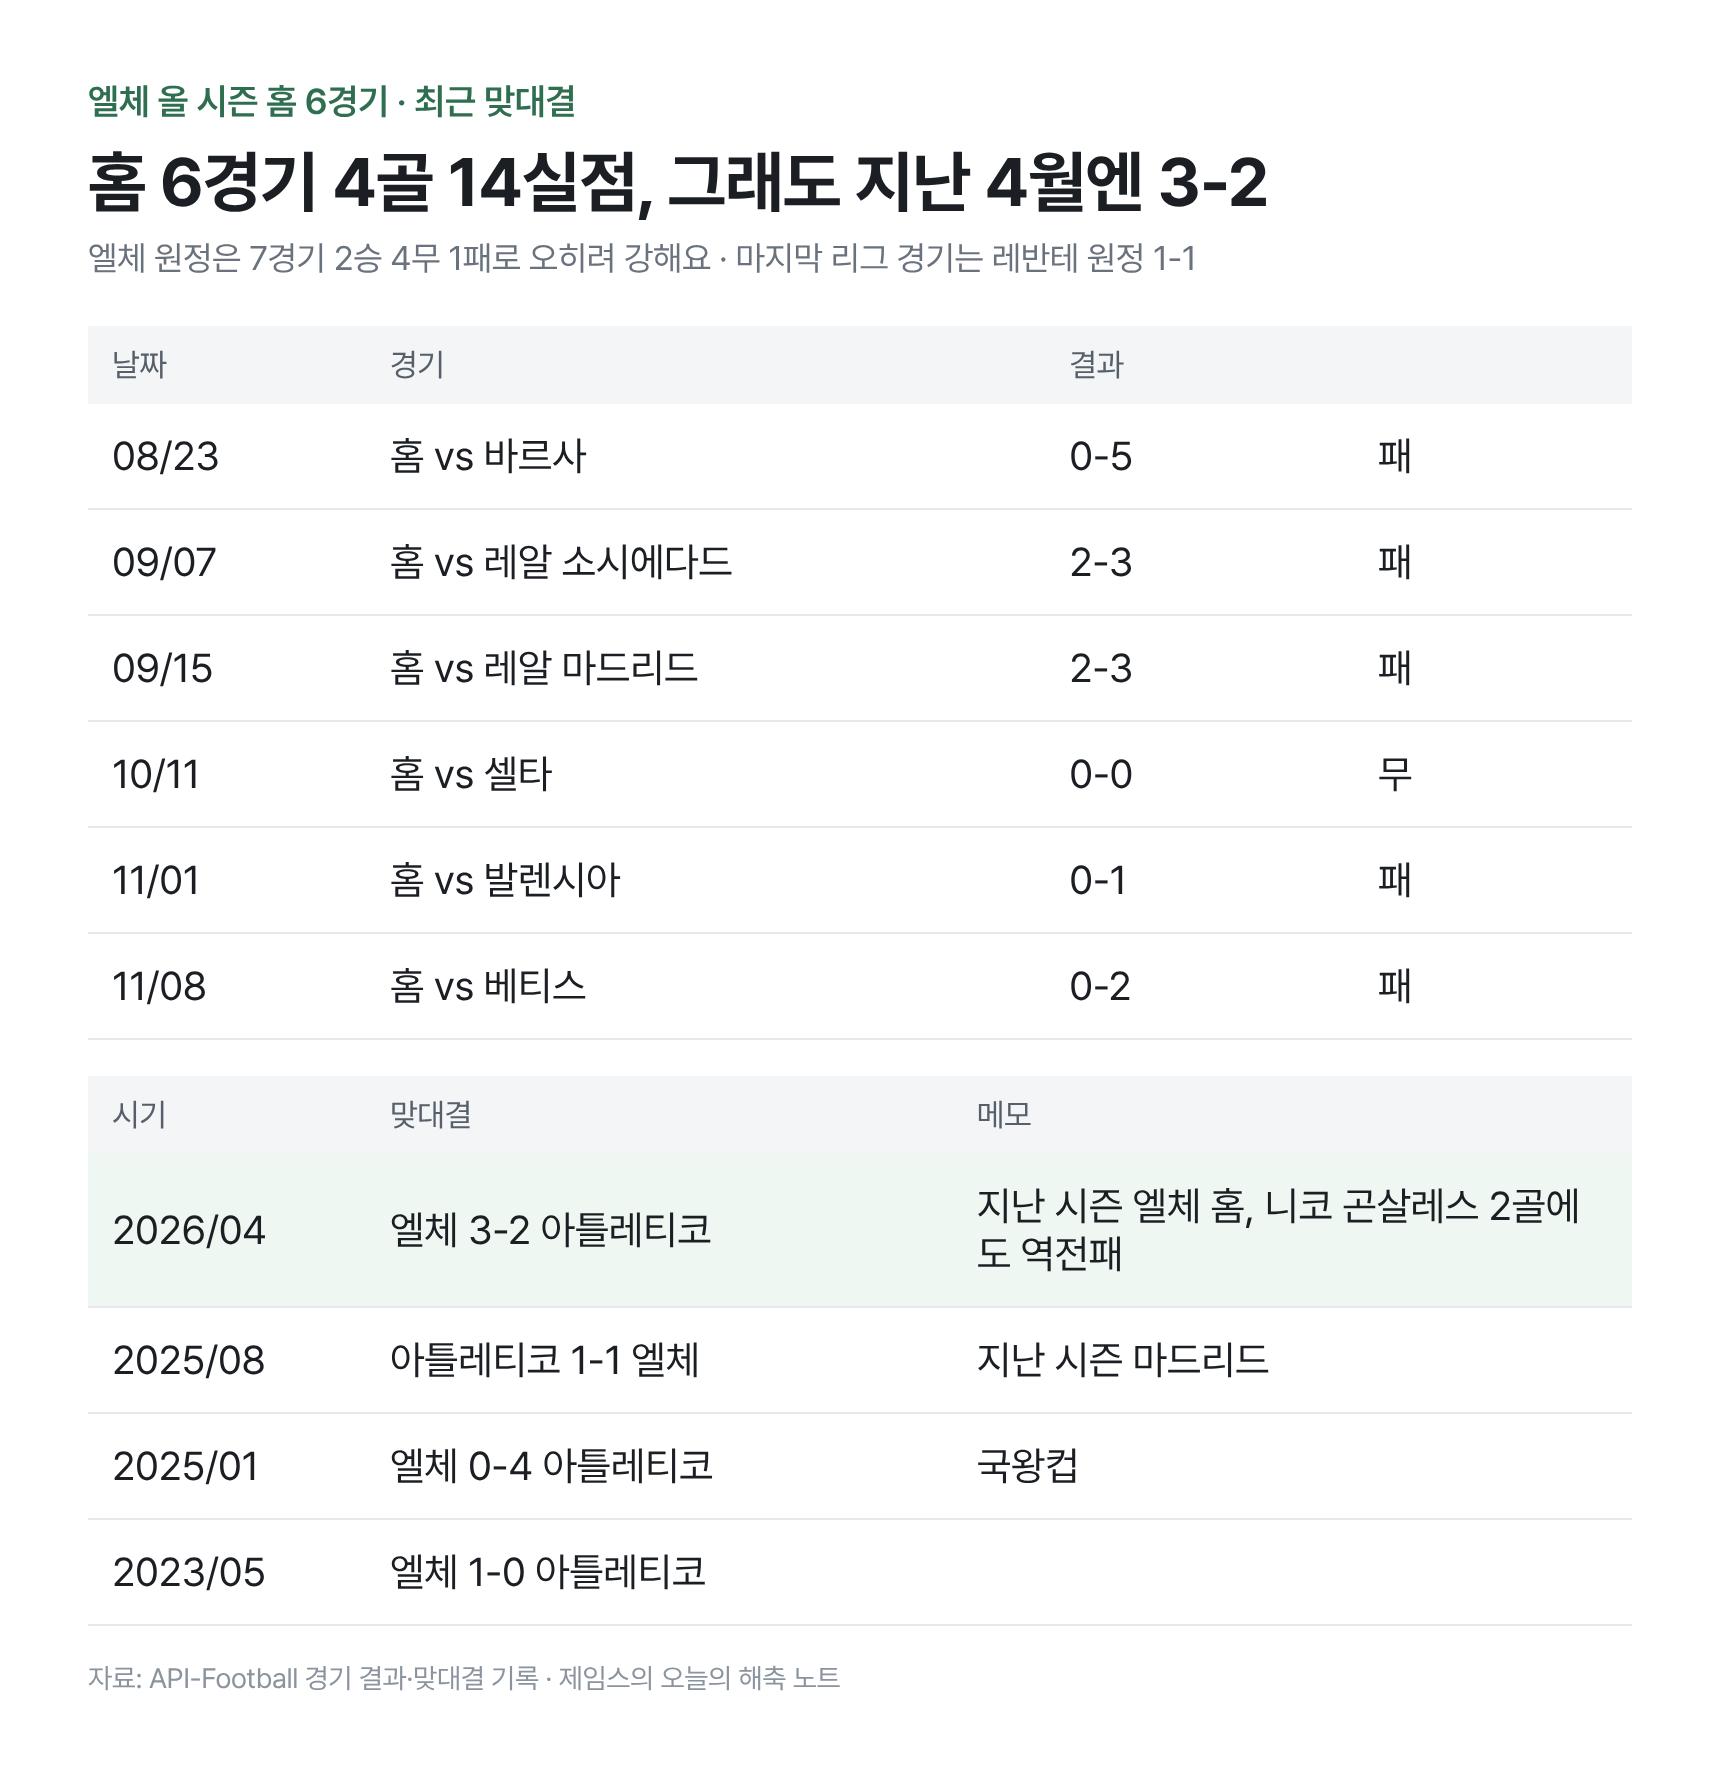 엘체 올 시즌 홈 6경기 · 최근 맞대결
홈 6경기 4골 14실점, 그래도 지난 4월엔 3-2
엘체 원정은 7경기 2승 4무 1패로 오히려 강해요 · 마지막 리그 경기는 레반테 원정 1-1
날짜 경기 결과
08/23 홈 vs 바르사 0-5 패
09/07 홈 vs 레알 소시에다드 2-3 패
09/15 홈 vs 레알 마드리드 2-3 패
10/11 홈 vs 셀타 0-0 무
11/01 홈 vs 발렌시아 0-1 패
11/08 홈 vs 베티스 0-2 패
시기 맞대결 메모
2026/04 엘체 3-2 아틀레티코 지난 시즌 엘체 홈, 니코 곤살레스 2골에
도 역전패
2025/08 아틀레티코 1-1 엘체 지난 시즌 마드리드
2025/01 엘체 0-4 아틀레티코 국왕컵
2023/05 엘체 1-0 아틀레티코
자료: API-Football 경기 결과·맞대결 기록 · 제임스의 오늘의 해축 노트